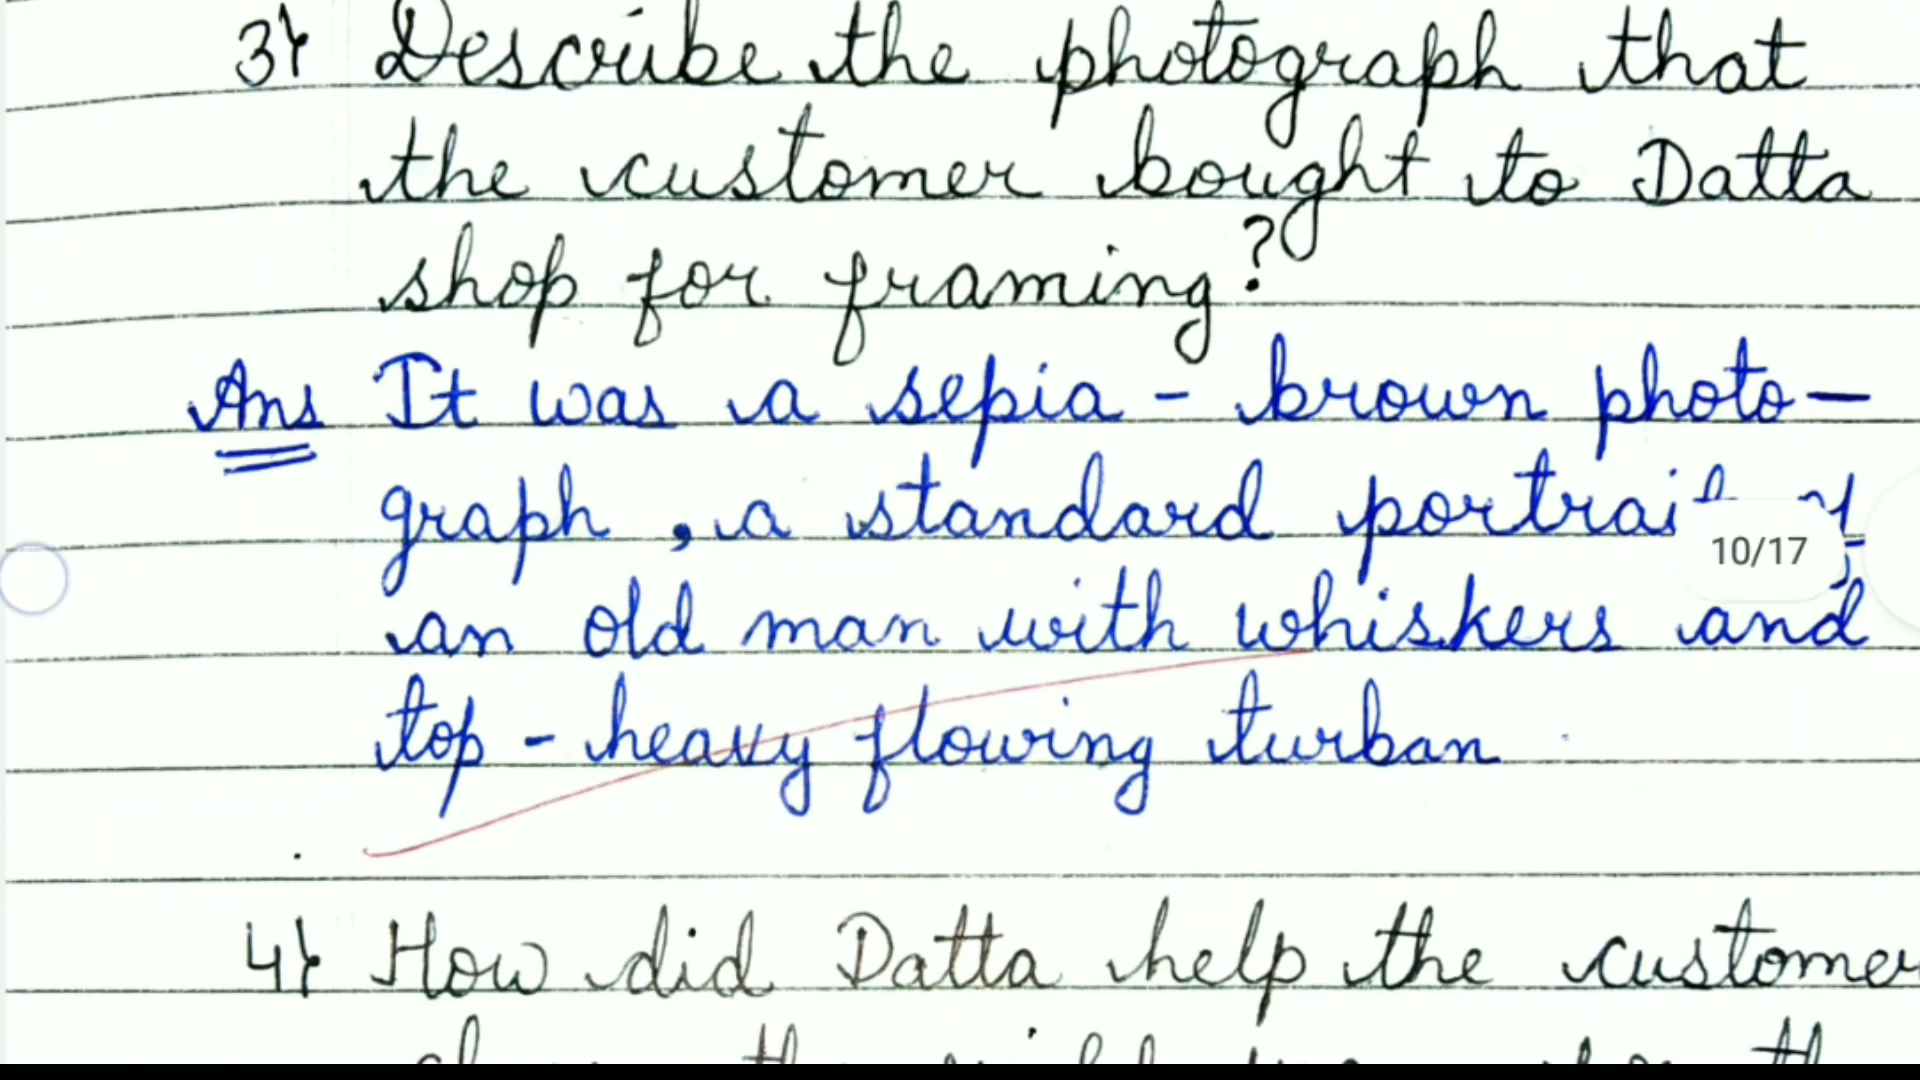 3} Describe the photograph that
the customer bought to Datta
shop for framing?
Ans It was a sepia - brown photo-
graph, a standard portrait
10/17
an old man with whiskers and
top - heavy flowing turban
4} How did Datta help the customer